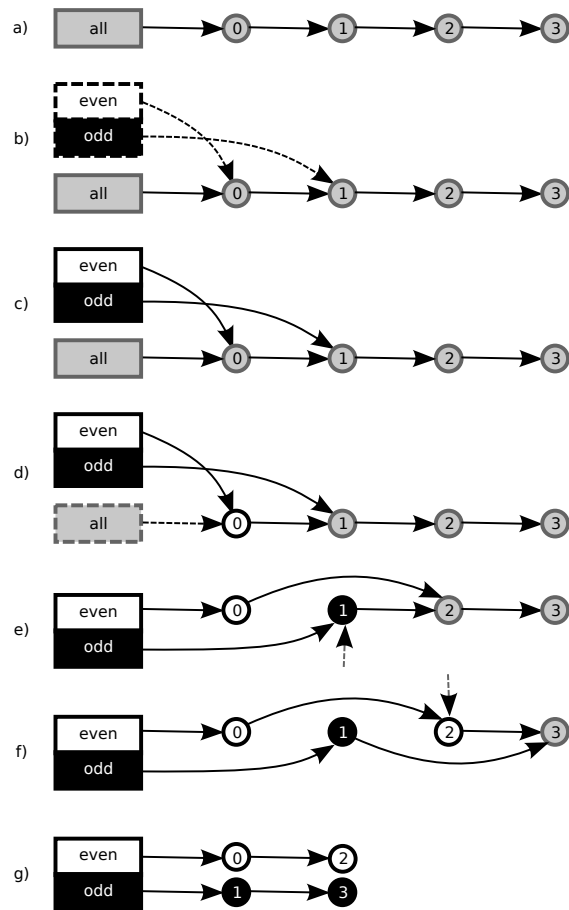 a) all 0 1 2 3
even
b) odd
all 0 1 2 3
even
c) odd
all 0 1 2 3
even
d) odd
all 0 1 2 3
even 0 1 2 3
e) odd
even 0 1 2 3
f) odd
even 0 2
g) odd 1 3